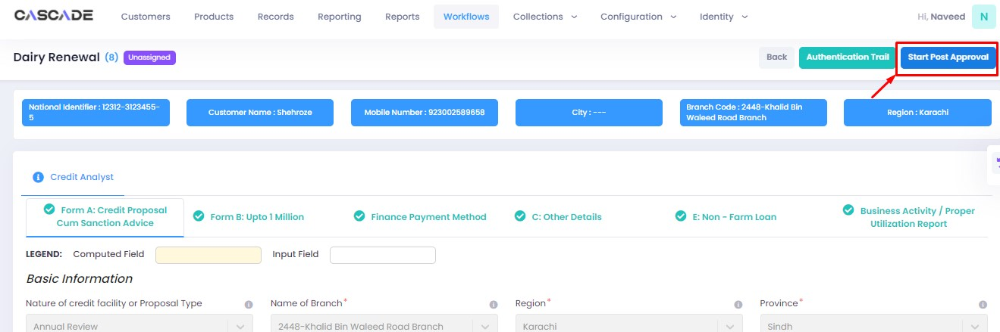 CASCADE Customers Products Records Reporting Reports Workflows Collections Configuration Identity Hi, Naveed N
Dairy Renewal (8) Unassigned Back Authentication Trail Start Post Approval
National Identifier : 12312-3123455-
5
Customer Name : Shehroze
Mobile Number : 923002589658
City : ---
Branch Code : 2448-Khalid Bin
Waleed Road Branch
Region : Karachi
Credit Analyst
Form A: Credit Proposal
Cum Sanction Advice
Form B: Upto 1 Million
Finance Payment Method
C: Other Details
E: Non - Farm Loan
Business Activity / Proper
Utilization Report
LEGEND: Computed Field Input Field
Basic Information
Nature of credit facility or Proposal Type Name of Branch* Region* Province*
Annual Review 2448-Khalid Bin Waleed Road Branch Karachi Sindh